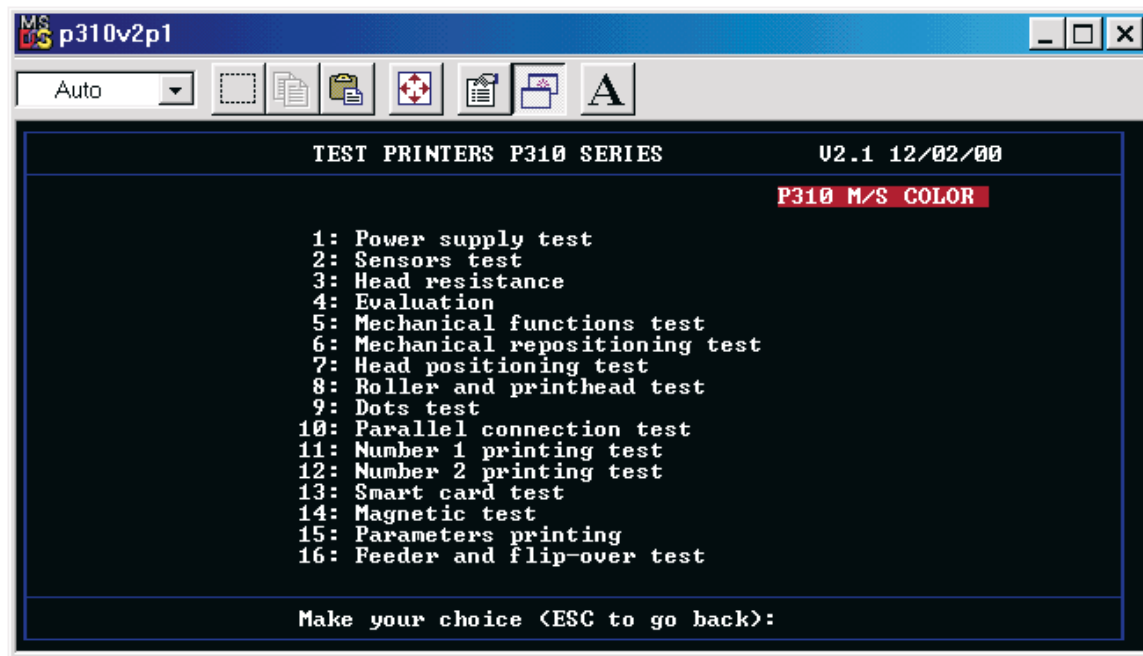 MS DOS p310v2p1
Auto A
TEST PRINTERS P310 SERIES V2.1 12/02/00
P310 M/S COLOR
1: Power supply test
2: Sensors test
3: Head resistance
4: Evaluation
5: Mechanical functions test
6: Mechanical repositioning test
7: Head positioning test
8: Roller and printhead test
9: Dots test
10: Parallel connection test
11: Number 1 printing test
12: Number 2 printing test
13: Smart card test
14: Magnetic test
15: Parameters printing
16: Feeder and flip-over test
Make your choice (ESC to go back):